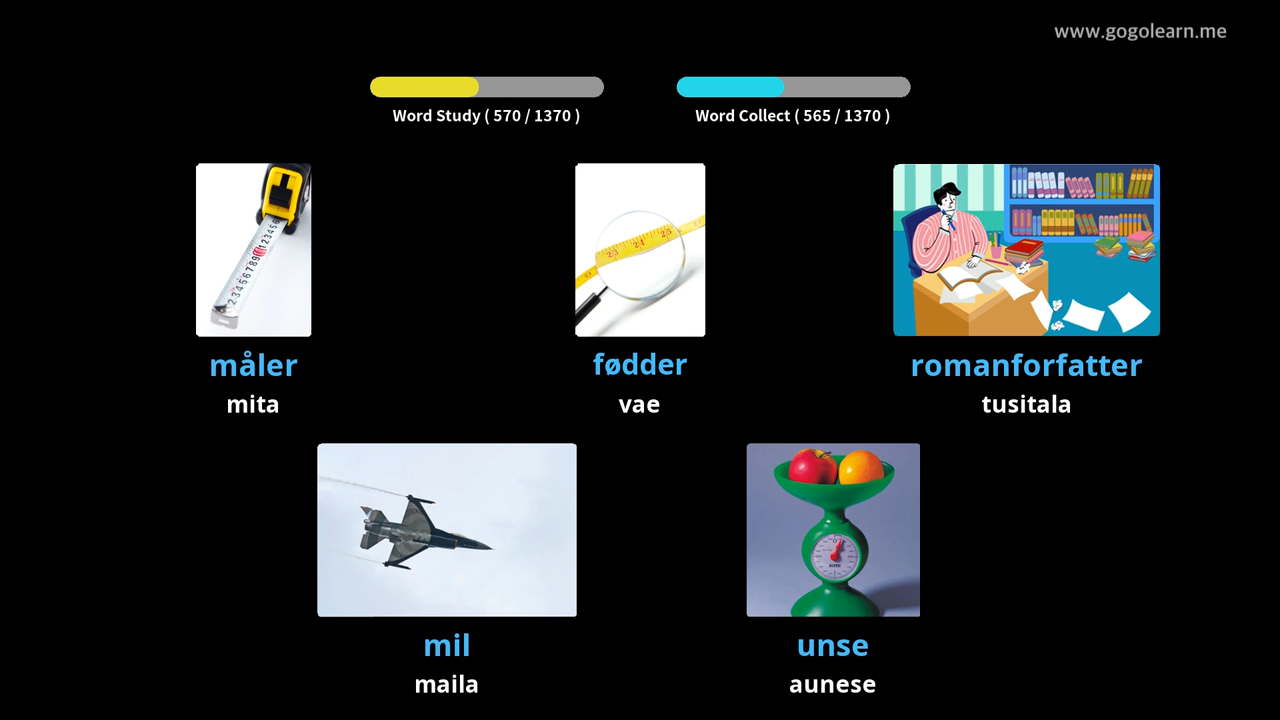 www.gogolearn.me
Word Study ( 570 / 1370 )
Word Collect ( 565 / 1370 )
måler
mita
fødder
vae
romanforfatter
tusitala
mil
maila
unse
aunese